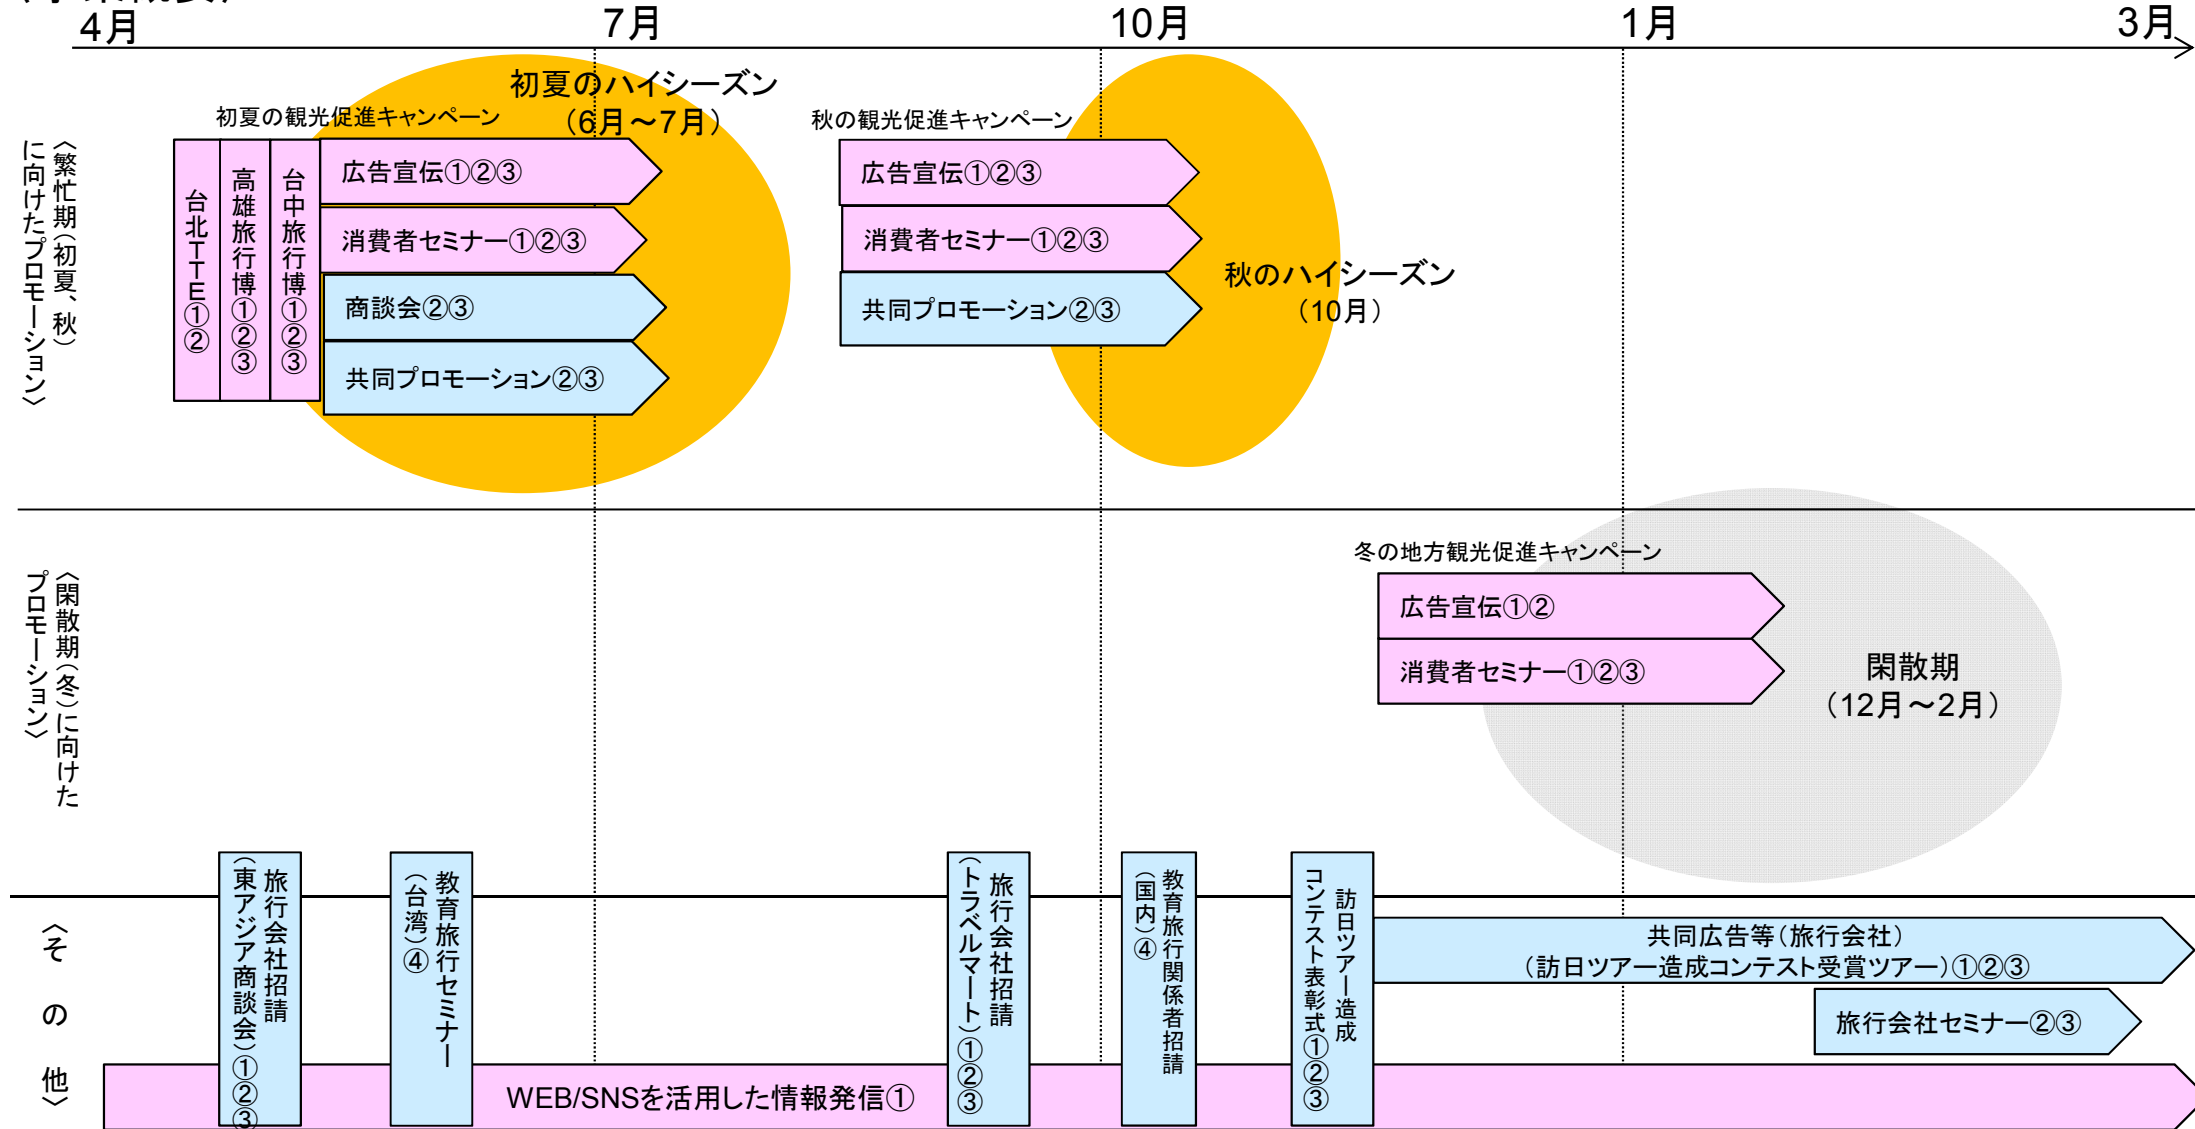 4月
7月
10月
1月
3月
初夏のハイシーズン
（6月～7月）
初夏の観光促進キャンペーン
秋の観光促進キャンペーン
〈繁忙期（初夏、秋）
に向けたプロモーション〉
台北TTE①②
高雄旅行博①②③
台中旅行博①②③
広告宣伝①②③
消費者セミナー①②③
商談会②③
共同プロモーション②③
広告宣伝①②③
消費者セミナー①②③
共同プロモーション②③
秋のハイシーズン
（10月）
〈閑散期（冬）に向けた
プロモーション〉
冬の地方観光促進キャンペーン
広告宣伝①②
消費者セミナー①②③
閑散期
（12月～2月）
〈その他〉
旅行会社招請
（東アジア商談会）①②③
教育旅行セミナー
（台湾）④
旅行会社招請
（トラベルマート）①②③
教育旅行関係者招請
（国内）④
訪日ツアー造成
コンテスト表彰式①②③
共同広告等（旅行会社）
（訪日ツアー造成コンテスト受賞ツアー）①②③
旅行会社セミナー②③
WEB/SNSを活用した情報発信①